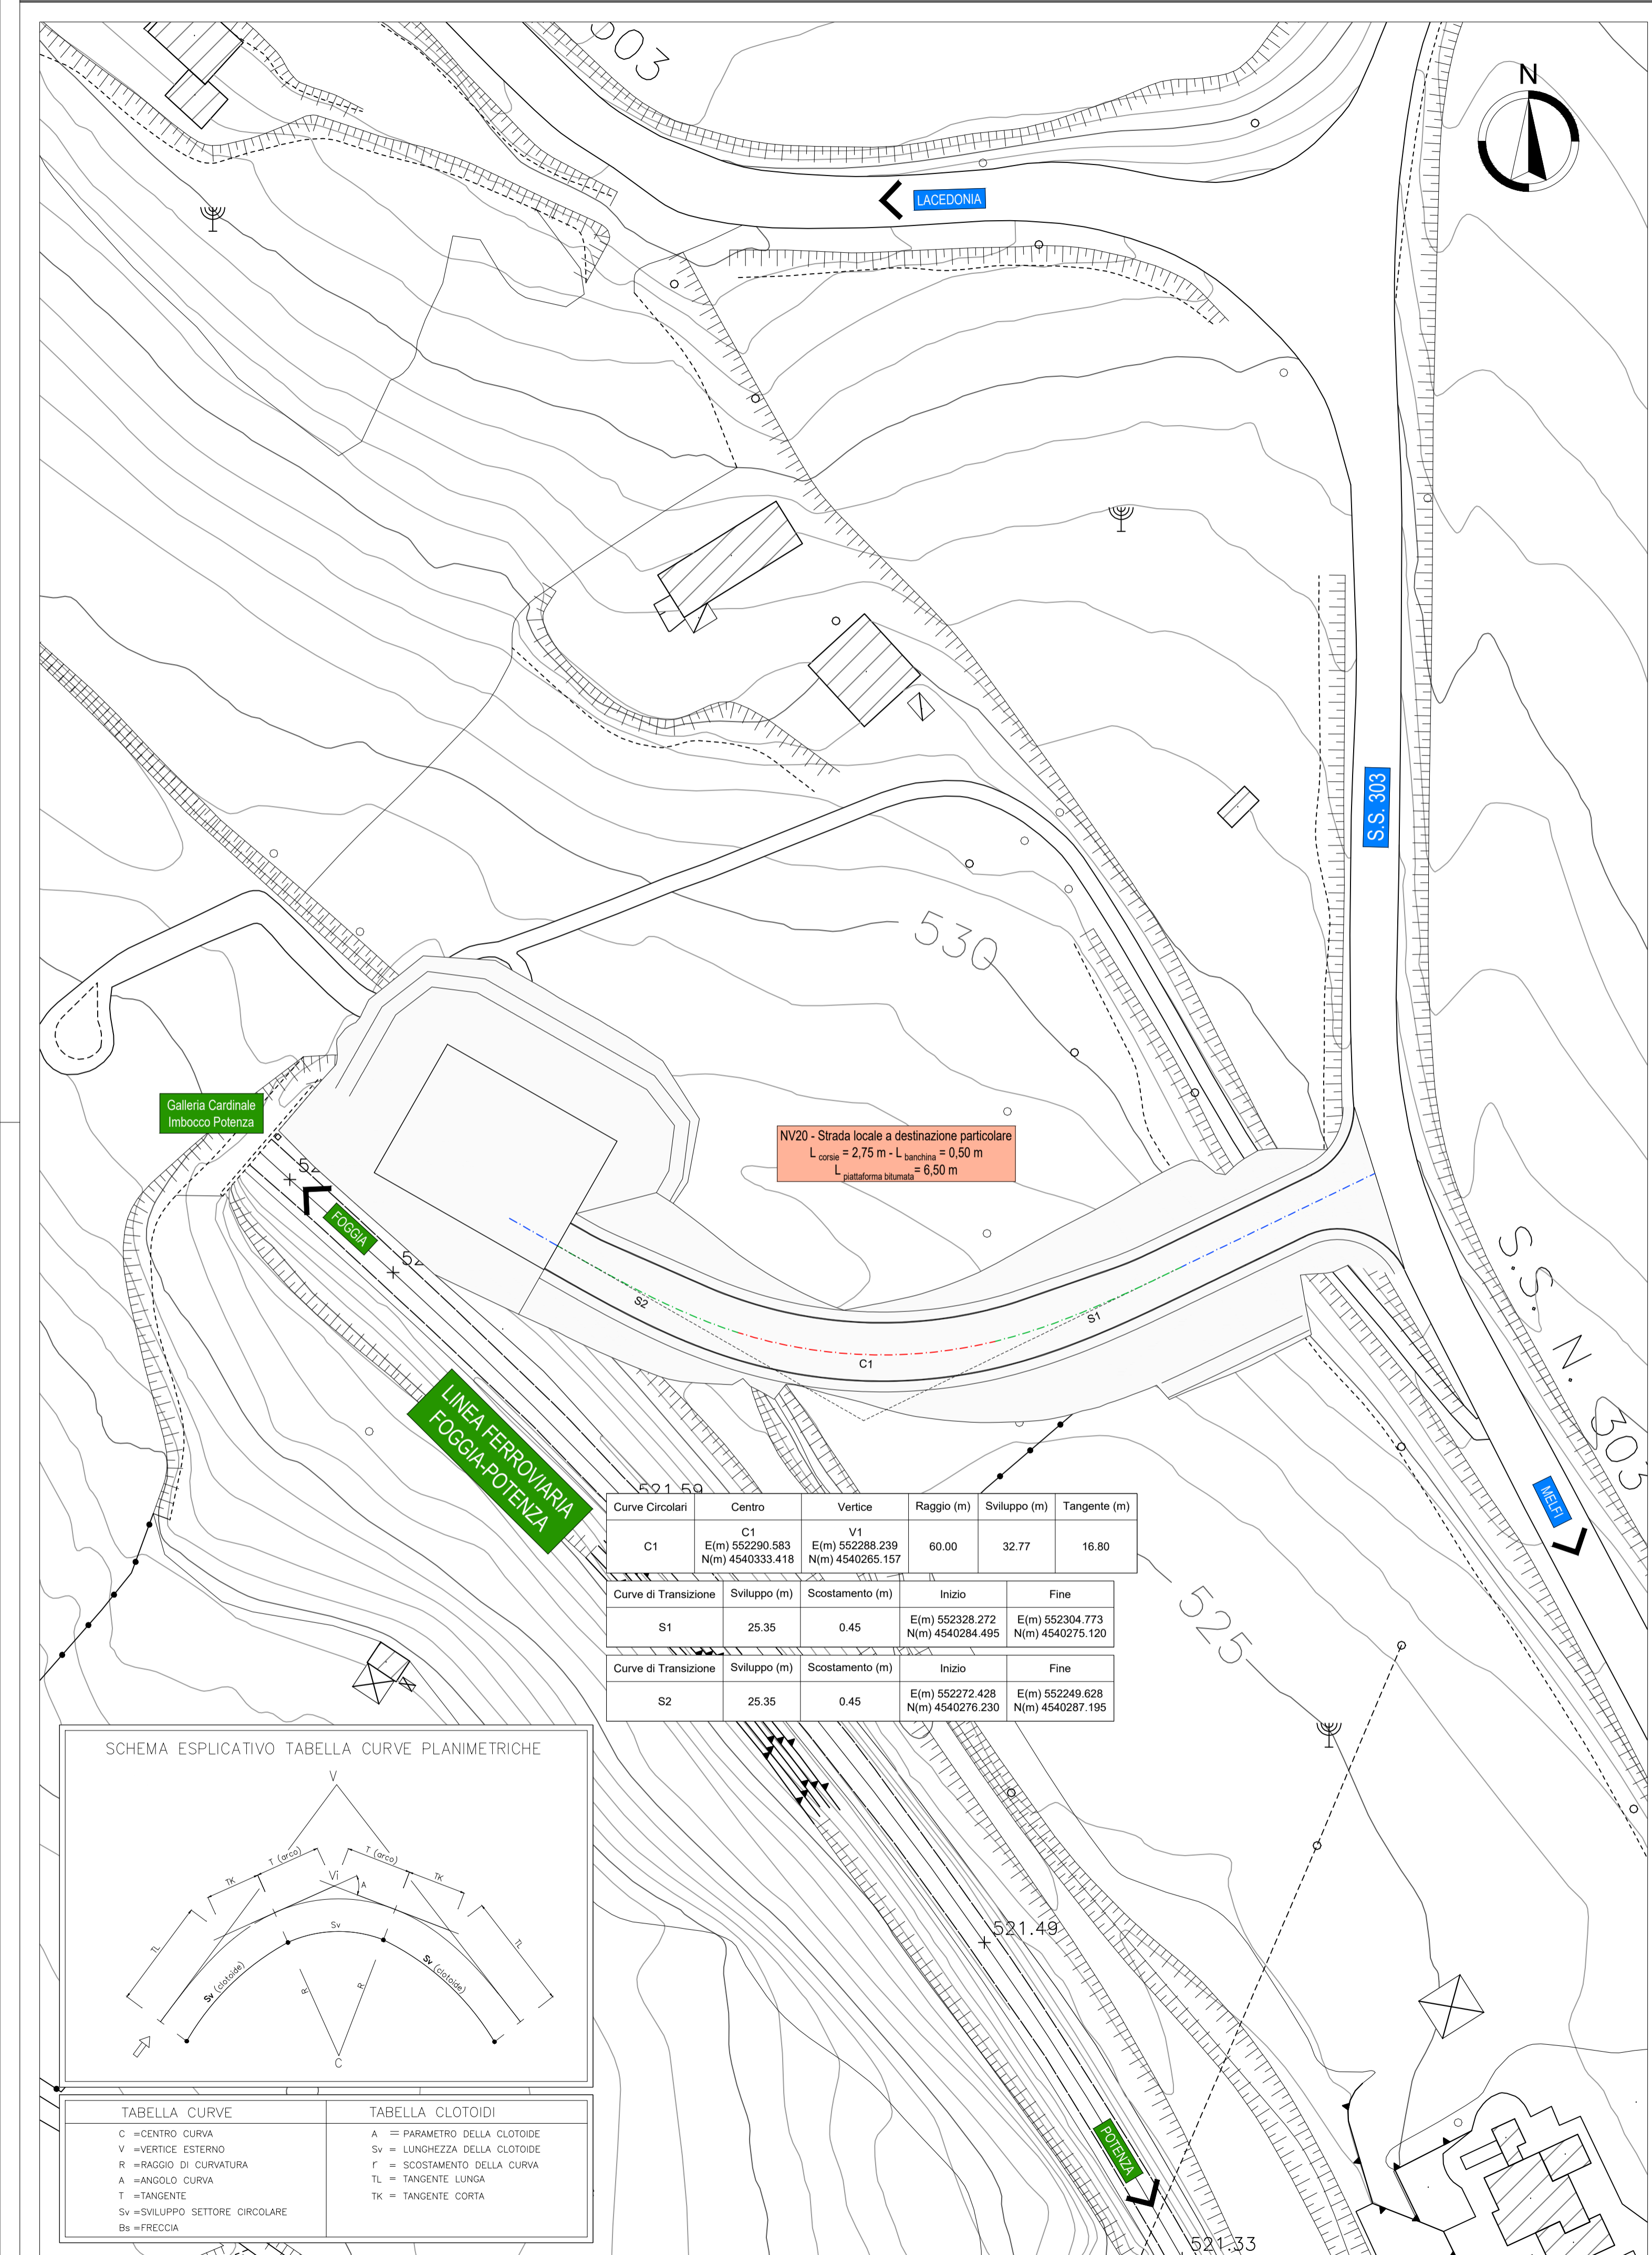 603
N
LACEDONIA
S.S. 303
530
Galleria Cardinale
Imbocco Potenza
NV20 - Strada locale a destinazione particolare
L corsie = 2,75 m - L banchina = 0,50 m
L piattaforma bitumata = 6,50 m
FOGGIA
S2
C1
S1
S.S. N. 303
LINEA FERROVIARIA
FOGGIA-POTENZA
MELFI
521.59
Curve Circolari Centro Vertice Raggio (m) Sviluppo (m) Tangente (m)
C1 C1 E(m) 552290.583 N(m) 4540333.418 V1 E(m) 552288.239 N(m) 4540265.157 60.00 32.77 16.80
Curve di Transizione Sviluppo (m) Scostamento (m) Inizio Fine
S1 25.35 0.45 E(m) 552328.272 N(m) 4540284.495 E(m) 552304.773 N(m) 4540275.120
Curve di Transizione Sviluppo (m) Scostamento (m) Inizio Fine
S2 25.35 0.45 E(m) 552272.428 N(m) 4540276.230 E(m) 552249.628 N(m) 4540287.195
525
SCHEMA ESPLICATIVO TABELLA CURVE PLANIMETRICHE
V
T (arco) T (arco)
TK Vi A TK
TL Sv TL
Sv (clotoide) R R Sv (clotoide)
C
521.49
TABELLA CURVE
C =CENTRO CURVA
V =VERTICE ESTERNO
R =RAGGIO DI CURVATURA
A =ANGOLO CURVA
T =TANGENTE
Sv =SVILUPPO SETTORE CIRCOLARE
Bs =FRECCIA
TABELLA CLOTOIDI
A = PARAMETRO DELLA CLOTOIDE
Sv = LUNGHEZZA DELLA CLOTOIDE
r = SCOSTAMENTO DELLA CURVA
TL = TANGENTE LUNGA
TK = TANGENTE CORTA
POTENZA
521.33